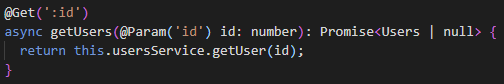 @Get(':id')
async getUsers(@Param('id') id: number): Promise<Users | null> {
  return this.usersService.getUser(id);
}